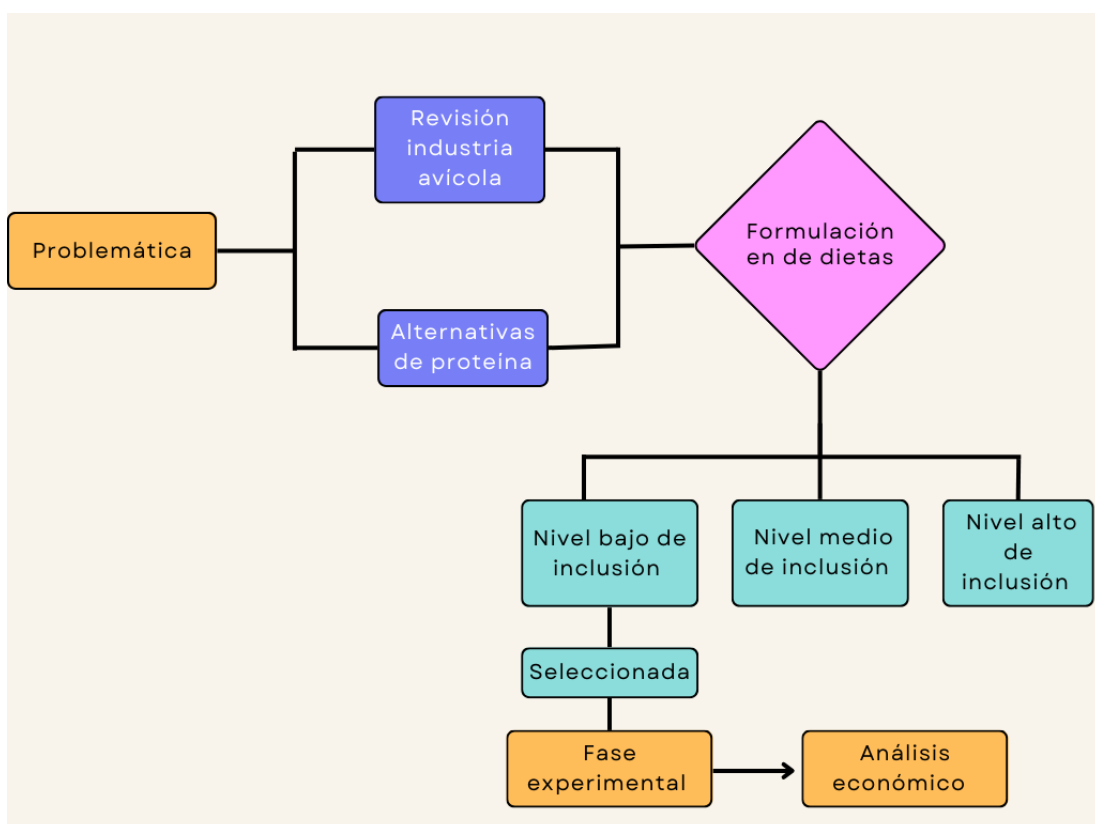 Revisión
industria
avícola
Problemática
Alternativas
de proteína
Formulación
en de dietas
Nivel bajo de
inclusión
Nivel medio
de inclusión
Nivel alto
de
inclusión
Seleccionada
Fase
experimental
Análisis
económico